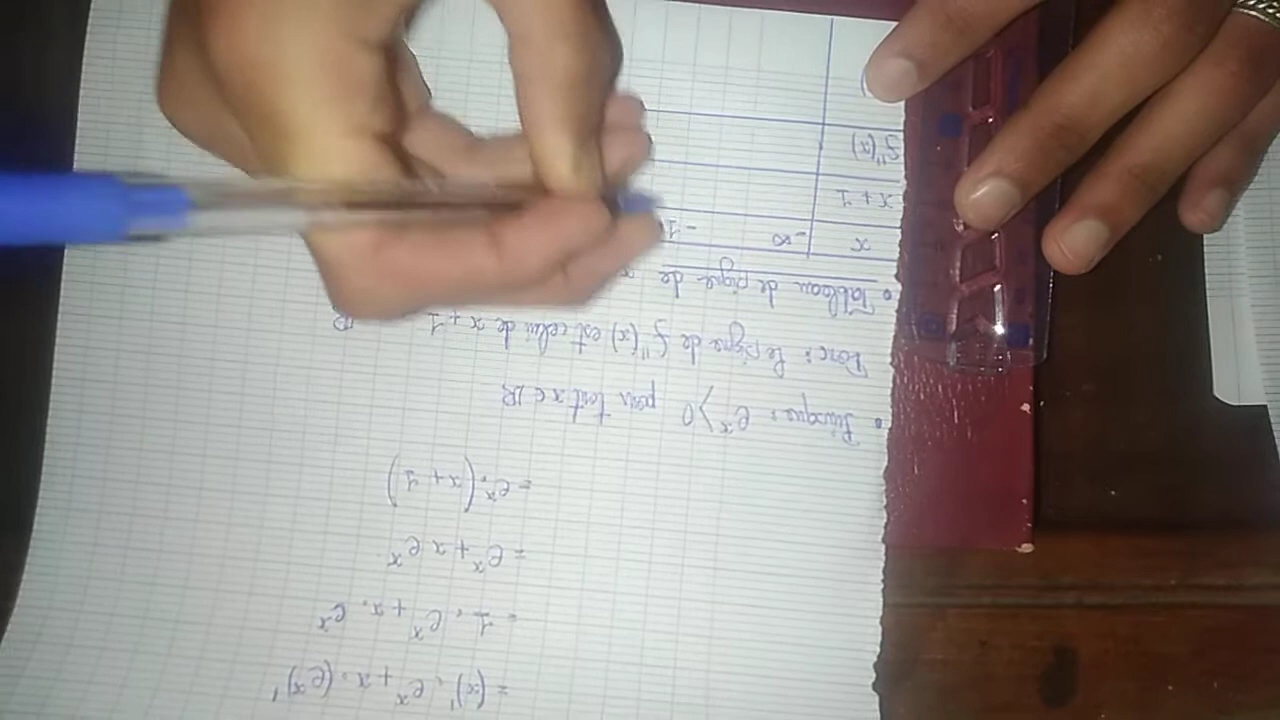 = (x)'. e^x + x. (e^x)'
= 1. e^x + x. e^x
= e^x + x e^x
= e^x. (x + 1)
• Puisque: e^x > 0 pour tout x ∈ ℝ
Donc: le signe de f''(x) est celui de x + 1
• Tableau de signe de
x -∞ -1
x + 1
f''(x)